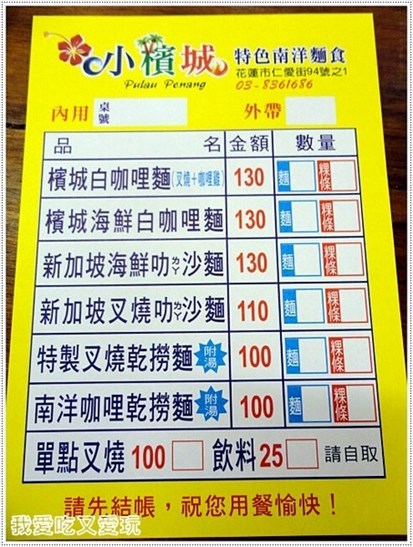 小檳城 特色南洋麵食
Pulau Penang 花蓮市仁愛街94號之1
03-8361686
內用 桌號 外帶
品名 金額 數量
檳城白咖哩麵(叉燒+咖哩雞) 130 麵 粿條
檳城海鮮白咖哩麵 130 麵 粿條
新加坡海鮮叻ㄌㄚˋ沙麵 130 麵 粿條
新加坡叉燒叻ㄌㄚˋ沙麵 110 麵 粿條
特製叉燒乾撈麵 附湯 100 麵 粿條
南洋咖哩乾撈麵 附湯 100 麵 粿條
單點叉燒 100 飲料 25 請自取
請先結帳，祝您用餐愉快！
我愛吃又愛玩